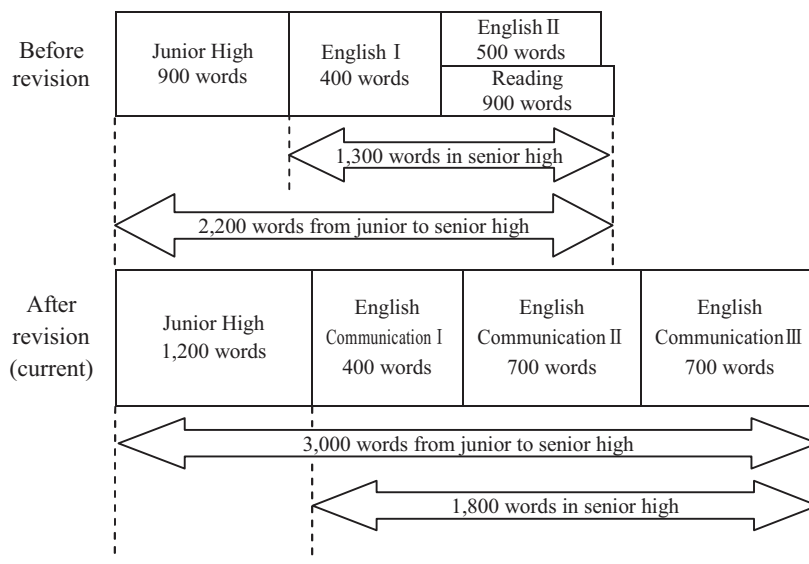 Before
revision
Junior High
900 words
English I
400 words
English II
500 words
Reading
900 words
1,300 words in senior high
2,200 words from junior to senior high
After
revision
(current)
Junior High
1,200 words
English
Communication I
400 words
English
Communication II
700 words
English
Communication III
700 words
3,000 words from junior to senior high
1,800 words in senior high